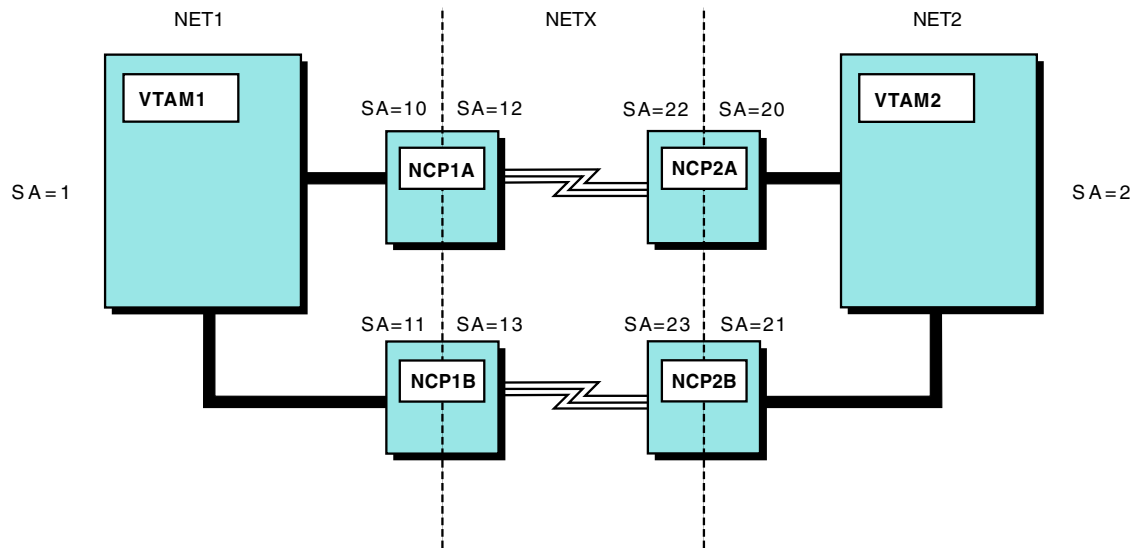 NET1 NETX NET2
VTAM1 VTAM2
SA=10 SA=12 SA=22 SA=20
NCP1A NCP2A
SA=1 SA=2
SA=11 SA=13 SA=23 SA=21
NCP1B NCP2B